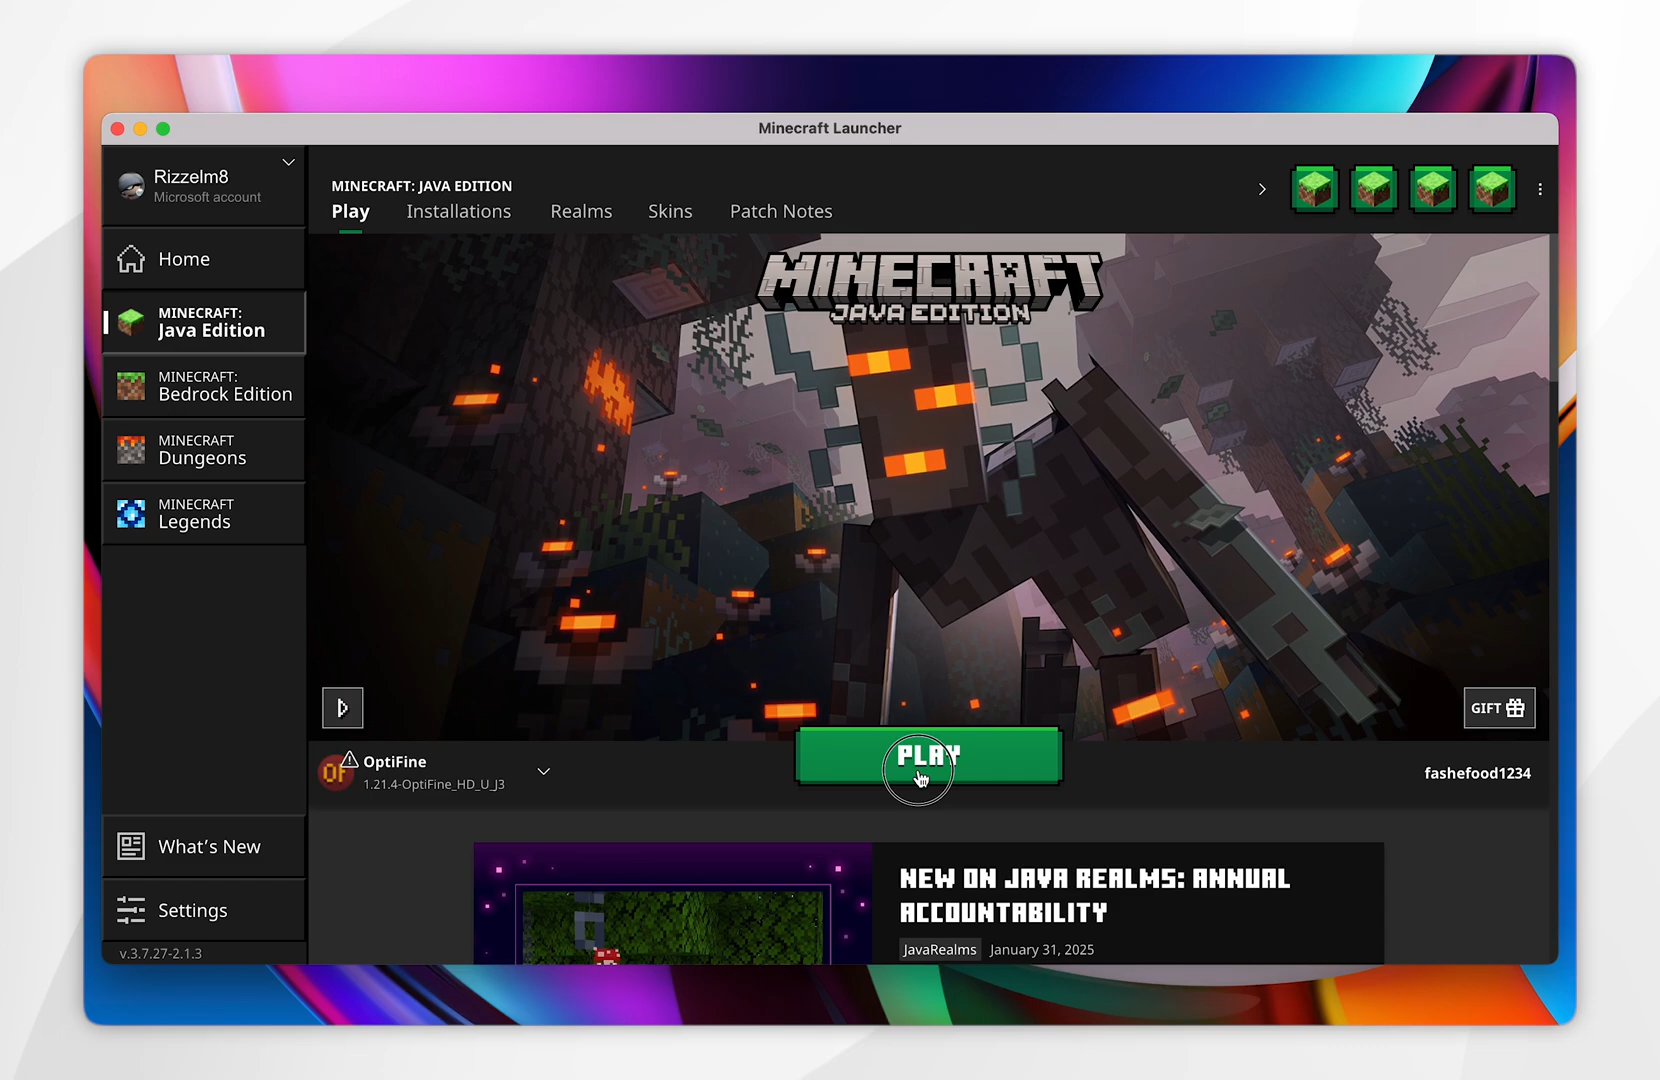 Minecraft Launcher
Rizzelm8
Microsoft account
Home
MINECRAFT:
Java Edition
MINECRAFT:
Bedrock Edition
MINECRAFT
Dungeons
MINECRAFT
Legends
What's New
Settings
v.3.7.27-2.1.3
MINECRAFT: JAVA EDITION
Play Installations Realms Skins Patch Notes
MINECRAFT
JAVA EDITION
GIFT
OF OptiFine
1.21.4-OptiFine_HD_U_J3
PLAY
fashefood1234
NEW ON JAVA REALMS: ANNUAL
ACCOUNTABILITY
JavaRealms January 31, 2025